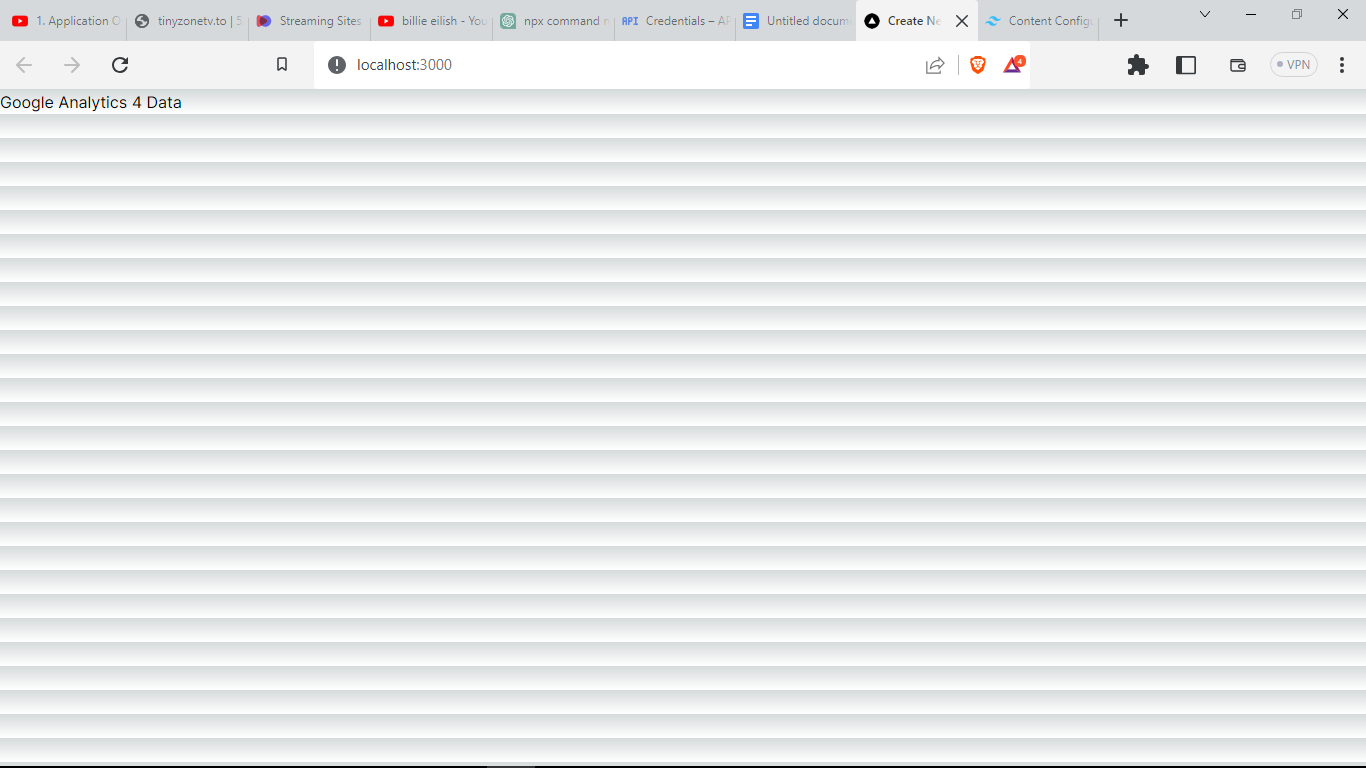 1. Application O
tinyzonetv.to | S
Streaming Sites
billie eilish - You
npx command n
API Credentials – AP
Untitled docum
Create Ne
Content Configu
localhost:3000
4
VPN
Google Analytics 4 Data